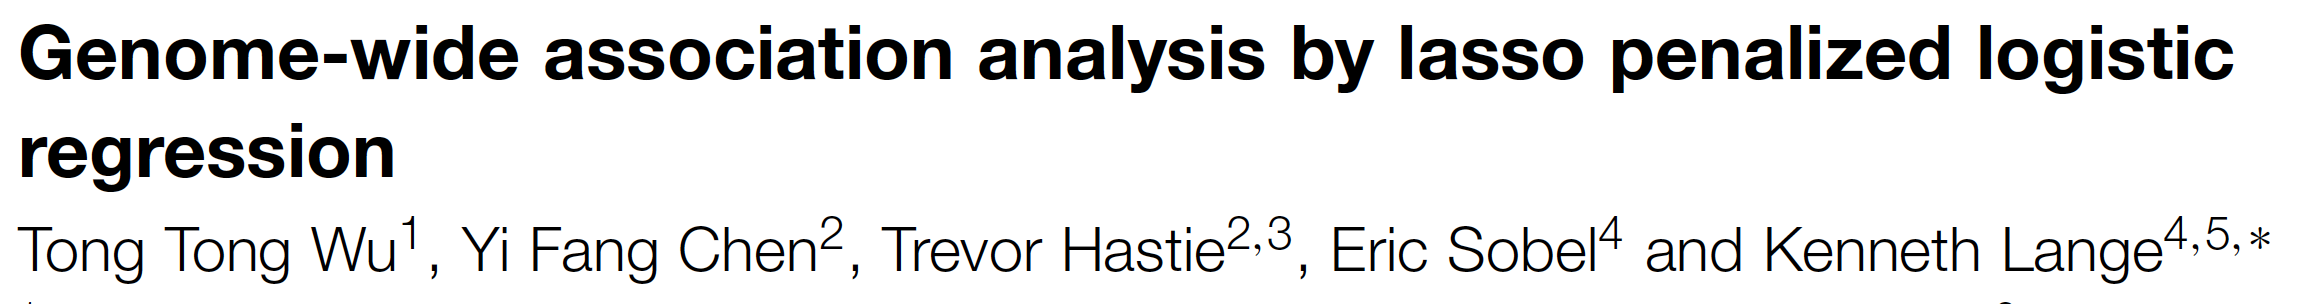 Genome-wide association analysis by lasso penalized logistic
regression
Tong Tong Wu¹, Yi Fang Chen², Trevor Hastie²,³, Eric Sobel⁴ and Kenneth Lange⁴,⁵,*